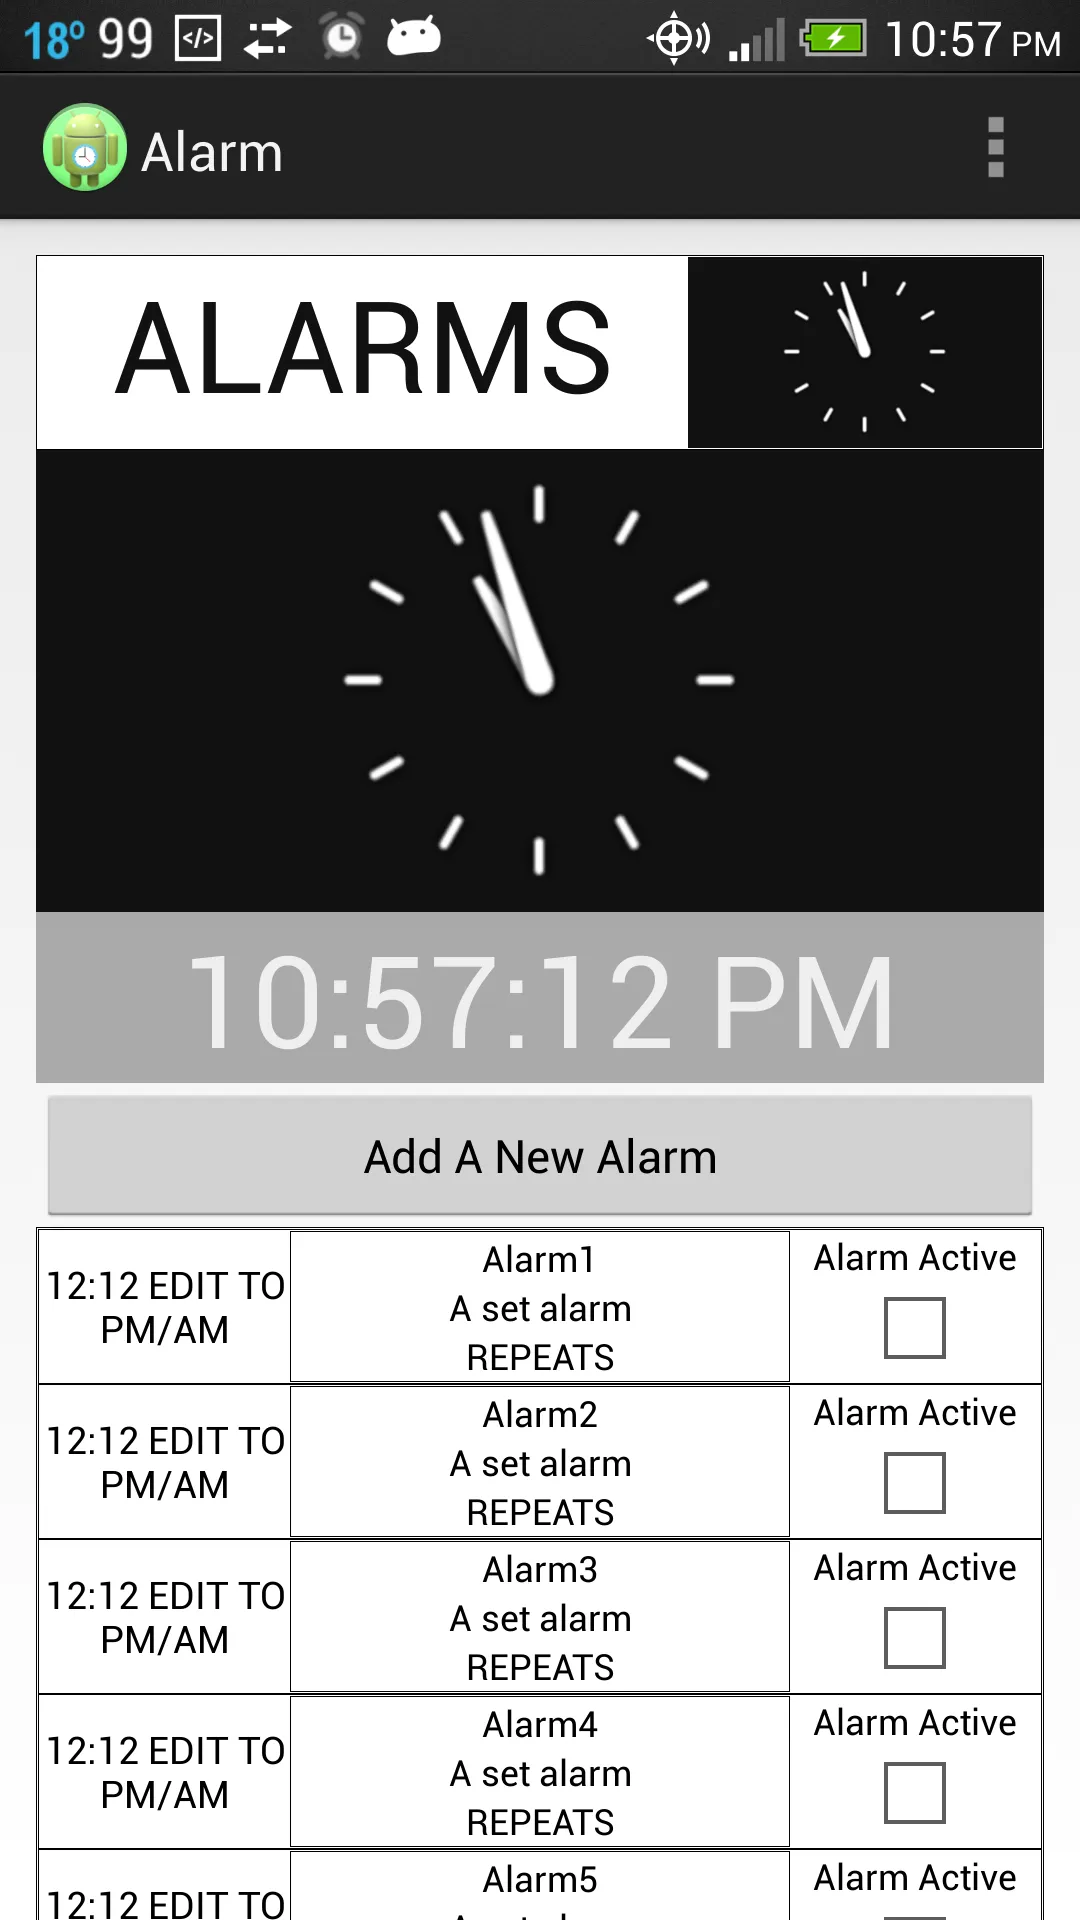 18° 99 </> 10:57 PM
Alarm
ALARMS
10:57:12 PM
Add A New Alarm
12:12 EDIT TO
PM/AM
Alarm1
A set alarm
REPEATS
Alarm Active
12:12 EDIT TO
PM/AM
Alarm2
A set alarm
REPEATS
Alarm Active
12:12 EDIT TO
PM/AM
Alarm3
A set alarm
REPEATS
Alarm Active
12:12 EDIT TO
PM/AM
Alarm4
A set alarm
REPEATS
Alarm Active
12:12 EDIT TO
Alarm5
Alarm Active